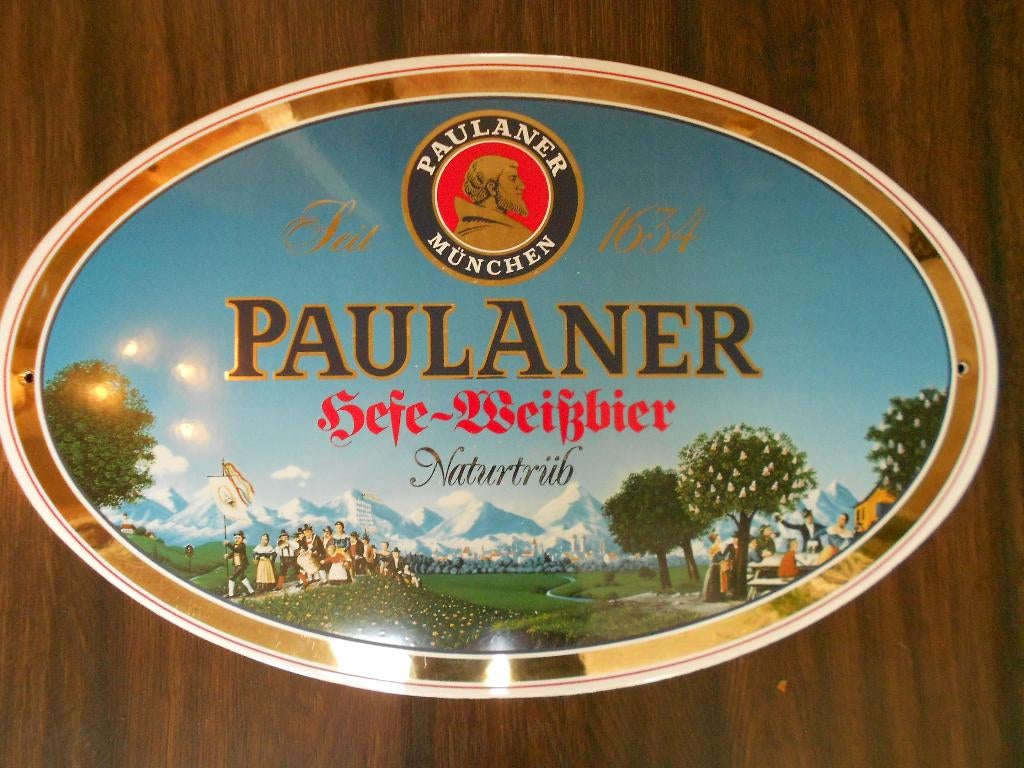 PAULANER
MÜNCHEN
Seit 1634
PAULANER
Hefe-Weißbier
Naturtrüb